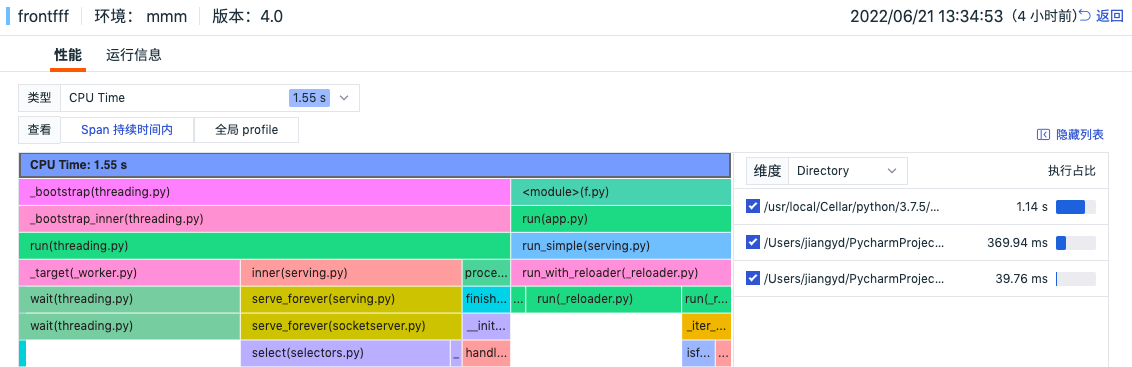 frontfff 环境： mmm 版本：4.0 2022/06/21 13:34:53（4 小时前） 返回
性能 运行信息
类型 CPU Time 1.55 s
查看 Span 持续时间内 全局 profile 隐藏列表
CPU Time: 1.55 s
_bootstrap(threading.py) <module>(f.py)
_bootstrap_inner(threading.py) run(app.py)
run(threading.py) run_simple(serving.py)
_target(_worker.py) inner(serving.py) proce... run_with_reloader(_reloader.py)
wait(threading.py) serve_forever(serving.py) finish... ... run(_reloader.py) run(_r...
wait(threading.py) serve_forever(socketserver.py) __init... _iter_...
select(selectors.py) _ handl... isf... ...
维度 Directory 执行占比
/usr/local/Cellar/python/3.7.5/... 1.14 s
/Users/jiangyd/PycharmProjec... 369.94 ms
/Users/jiangyd/PycharmProjec... 39.76 ms